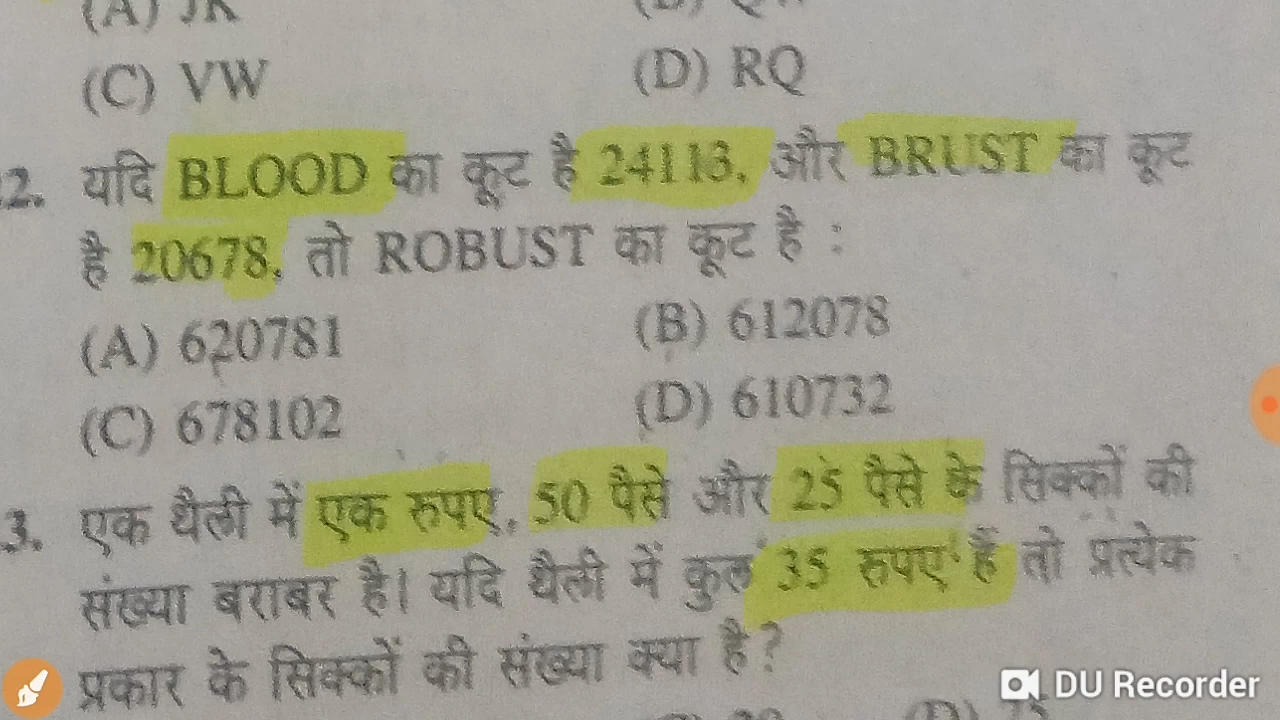 (A) JK
(C) VW (D) RQ
2. यदि BLOOD का कूट है 24113, और BRUST का कूट
है 20678, तो ROBUST का कूट है :
(A) 620781 (B) 612078
(C) 678102 (D) 610732
3. एक थैली में एक रुपए, 50 पैसे और 25 पैसे के सिक्कों की
संख्या बराबर है। यदि थैली में कुल 35 रुपए हैं तो प्रत्येक
प्रकार के सिक्कों की संख्या क्या है?
DU Recorder